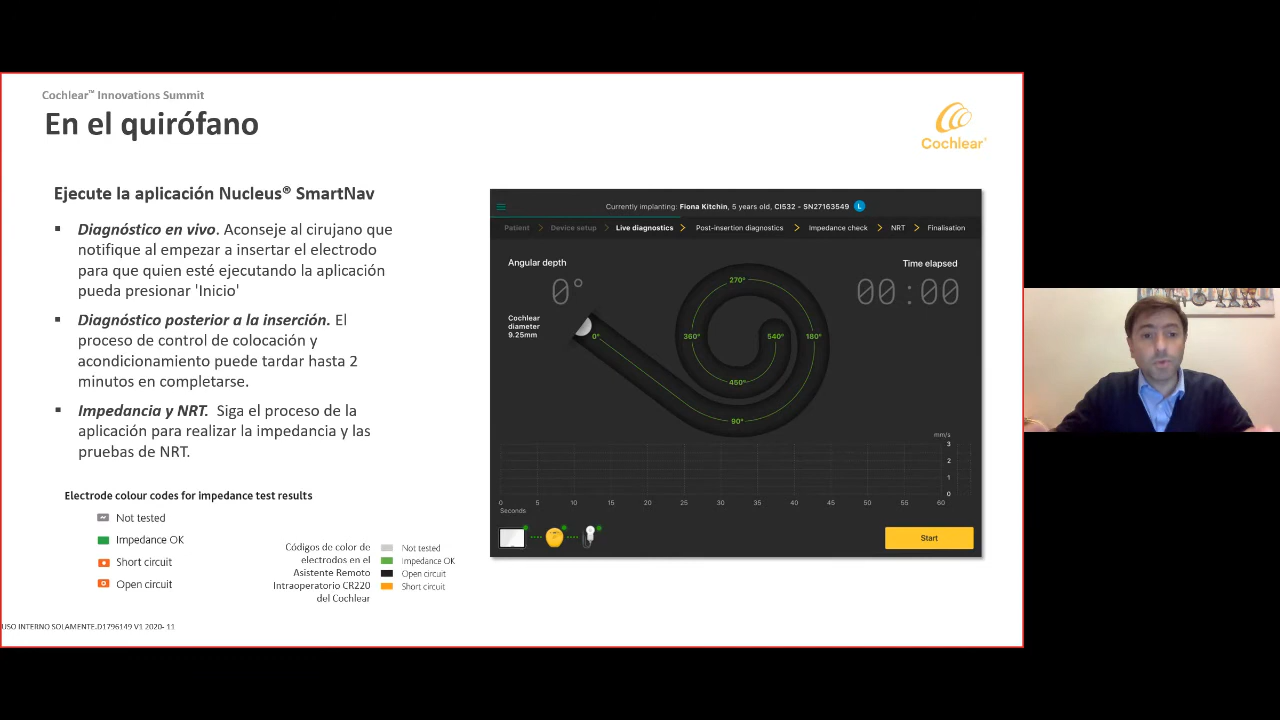 Cochlear™ Innovations Summit
En el quirófano
Cochlear®
Ejecute la aplicación Nucleus® SmartNav
▪ Diagnóstico en vivo. Aconseje al cirujano que
notifique al empezar a insertar el electrodo
para que quien esté ejecutando la aplicación
pueda presionar 'Inicio'
▪ Diagnóstico posterior a la inserción. El
proceso de control de colocación y
acondicionamiento puede tardar hasta 2
minutos en completarse.
▪ Impedancia y NRT. Siga el proceso de la
aplicación para realizar la impedancia y las
pruebas de NRT.
Electrode colour codes for impedance test results
Not tested
Impedance OK
Short circuit
Open circuit
Códigos de color de
electrodos en el
Asistente Remoto
Intraoperatorio CR220
del Cochlear
Not tested
Impedance OK
Open circuit
Short circuit
USO INTERNO SOLAMENTE.D1796149 V1 2020- 11
Currently implanting: Fiona Kitchin, 5 years old, CI532 - SN27163549 L
Patient Device setup Live diagnostics Post-insertion diagnostics Impedance check NRT Finalisation
Angular depth
0°
Time elapsed
00:00
Cochlear
diameter
9.25mm
270°
0° 360° 540° 180°
450°
90°
mm/s
3
2
1
0
0 5 10 15 20 25 30 35 40 45 50 55 60
Seconds
Start